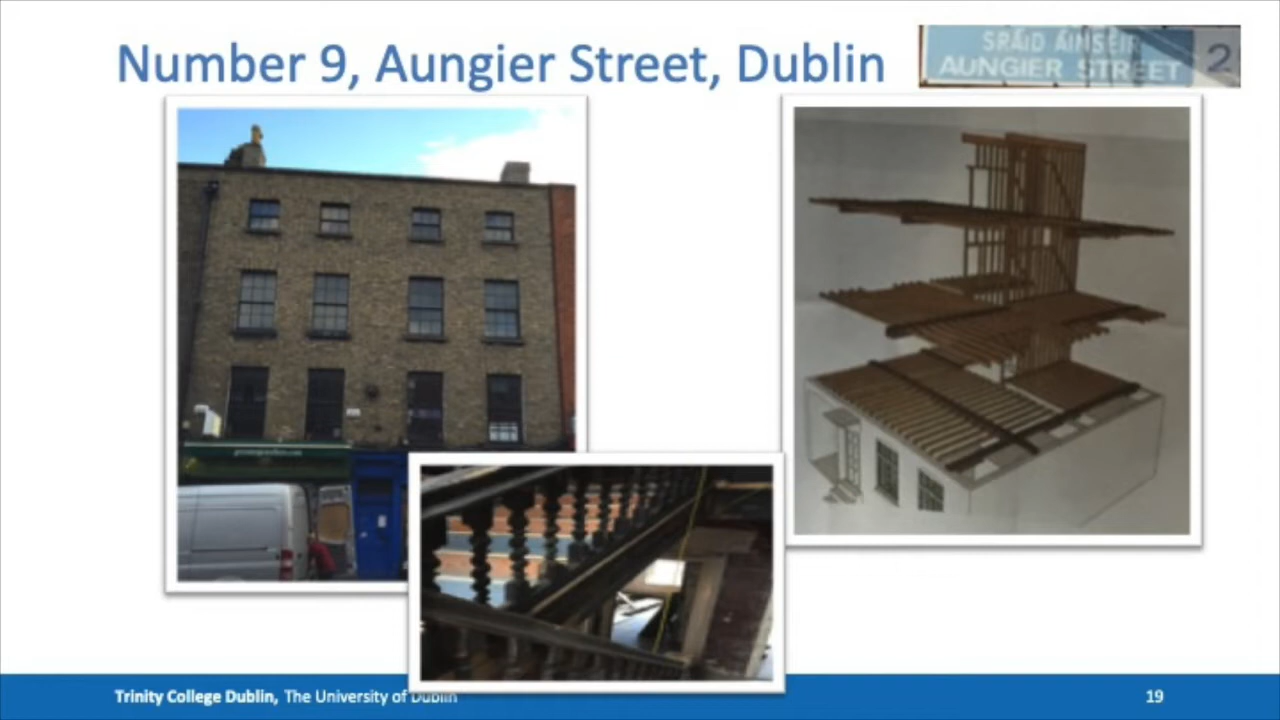 Number 9, Aungier Street, Dublin
SRÁID AINSEIR
AUNGIER STREET 2
Trinity College Dublin, The University of Dublin
19